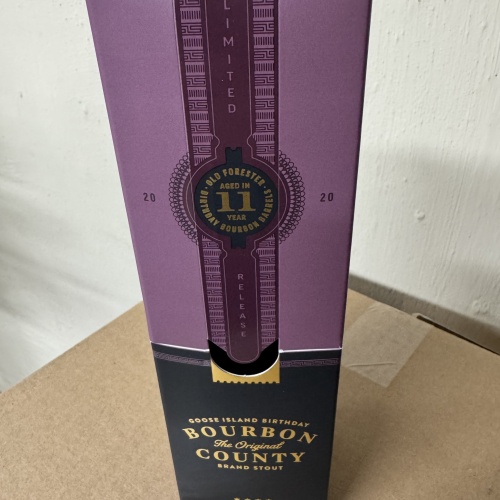 LIMITED
20 20
OLD FORESTER
AGED IN
11
YEAR
BIRTHDAY BOURBON BARRELS
RELEASE
GOOSE ISLAND BIRTHDAY
BOURBON
The Original
COUNTY
BRAND STOUT